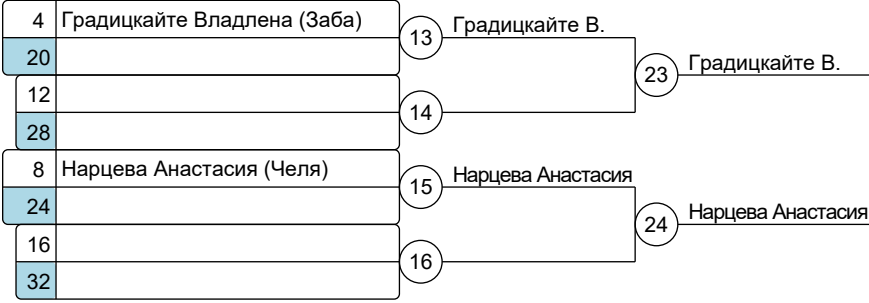 4 Градицкайте Владлена (Заба)
13 Градицкайте В.
20
23 Градицкайте В.
12
14
28
8 Нарцева Анастасия (Челя)
15 Нарцева Анастасия
24
24 Нарцева Анастасия
16
16
32